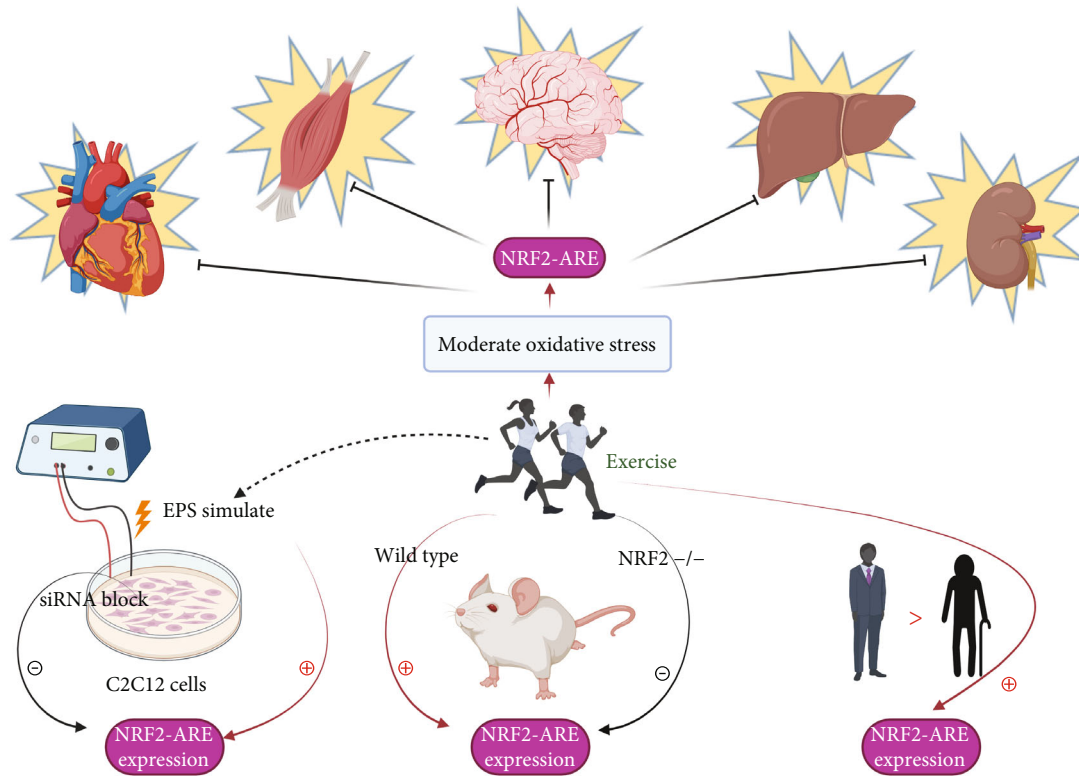 NRF2-ARE
Moderate oxidative stress
Exercise
EPS simulate
siRNA block
C2C12 cells
Wild type
NRF2 −/−
>
⊖
⊕
⊕
⊖
⊕
NRF2-ARE
expression
NRF2-ARE
expression
NRF2-ARE
expression